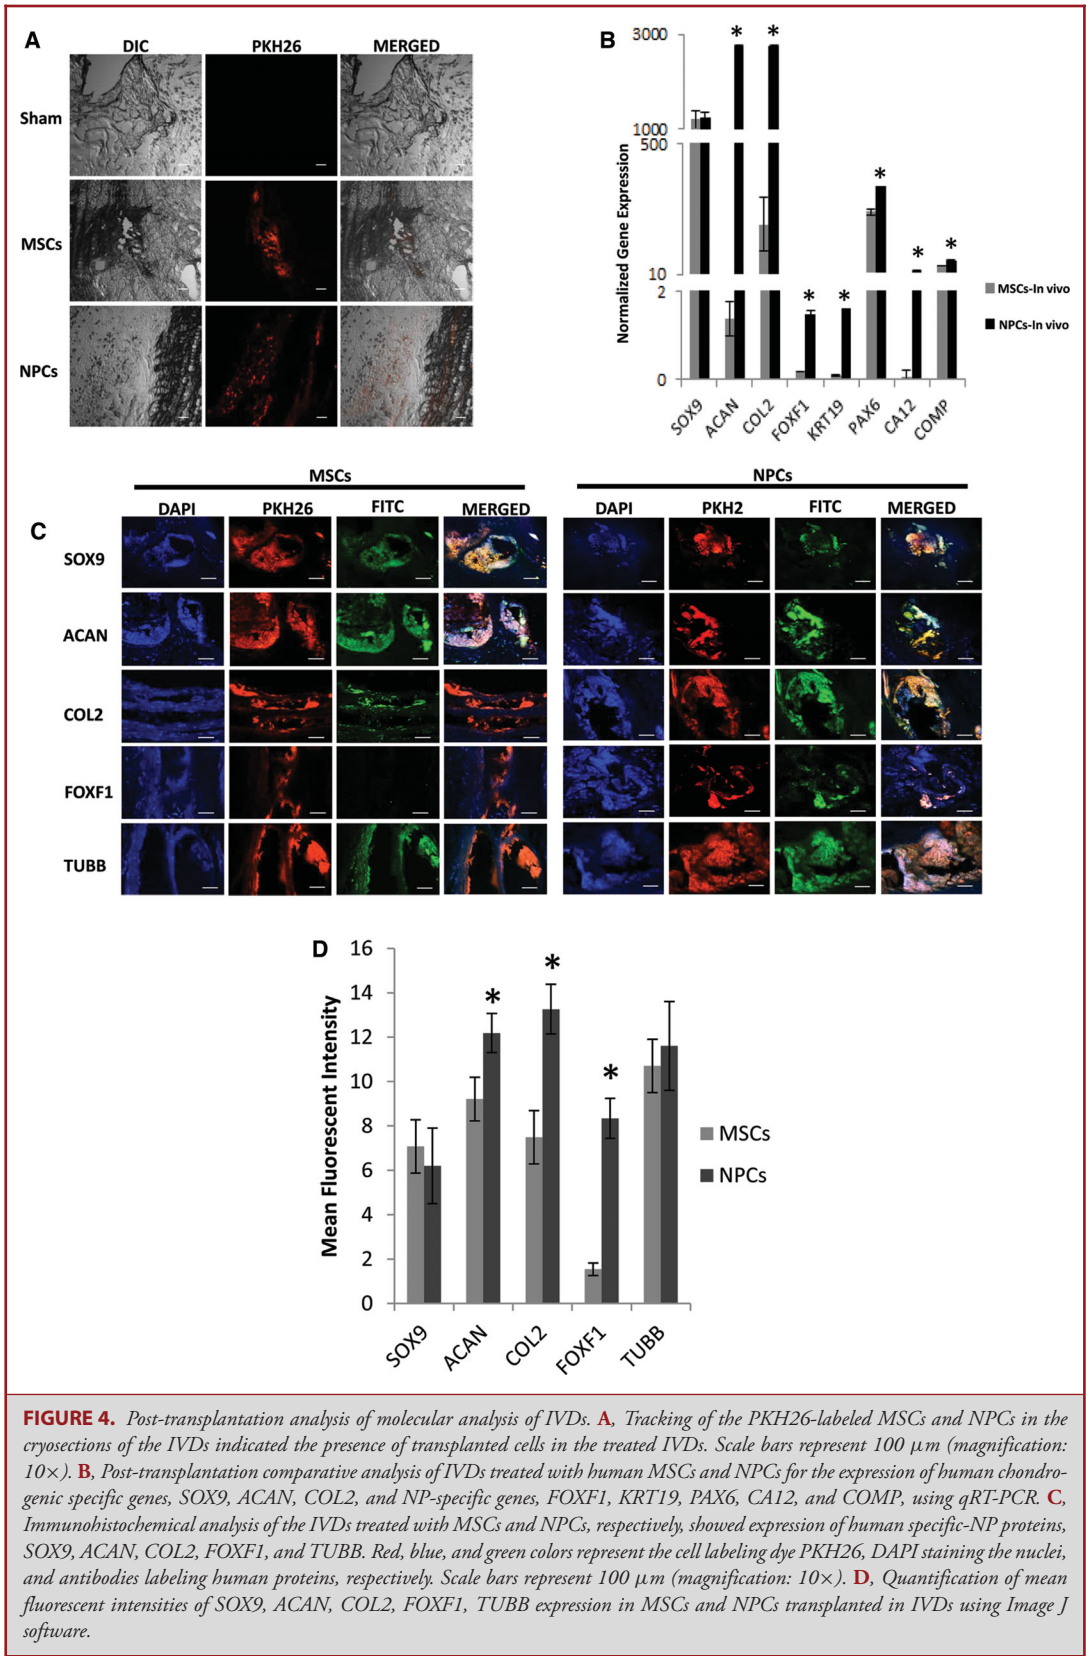 A
DIC PKH26 MERGED
Sham
MSCs
NPCs
B
3000
1000
500
10
2
0
Normalized Gene Expression
* * * * * * *
MSCs-In vivo
NPCs-In vivo
SOX9 ACAN COL2 FOXF1 KRT19 PAX6 CA12 COMP
C
MSCs NPCs
DAPI PKH26 FITC MERGED DAPI PKH2 FITC MERGED
SOX9
ACAN
COL2
FOXF1
TUBB
D
16
14
12
10
8
6
4
2
0
Mean Fluorescent Intensity
* * *
MSCs
NPCs
SOX9 ACAN COL2 FOXF1 TUBB
FIGURE 4. Post-transplantation analysis of molecular analysis of IVDs. A, Tracking of the PKH26-labeled MSCs and NPCs in the
cryosections of the IVDs indicated the presence of transplanted cells in the treated IVDs. Scale bars represent 100 μm (magnification:
10×). B, Post-transplantation comparative analysis of IVDs treated with human MSCs and NPCs for the expression of human chondro-
genic specific genes, SOX9, ACAN, COL2, and NP-specific genes, FOXF1, KRT19, PAX6, CA12, and COMP, using qRT-PCR. C,
Immunohistochemical analysis of the IVDs treated with MSCs and NPCs, respectively, showed expression of human specific-NP proteins,
SOX9, ACAN, COL2, FOXF1, and TUBB. Red, blue, and green colors represent the cell labeling dye PKH26, DAPI staining the nuclei,
and antibodies labeling human proteins, respectively. Scale bars represent 100 μm (magnification: 10×). D, Quantification of mean
fluorescent intensities of SOX9, ACAN, COL2, FOXF1, TUBB expression in MSCs and NPCs transplanted in IVDs using Image J
software.